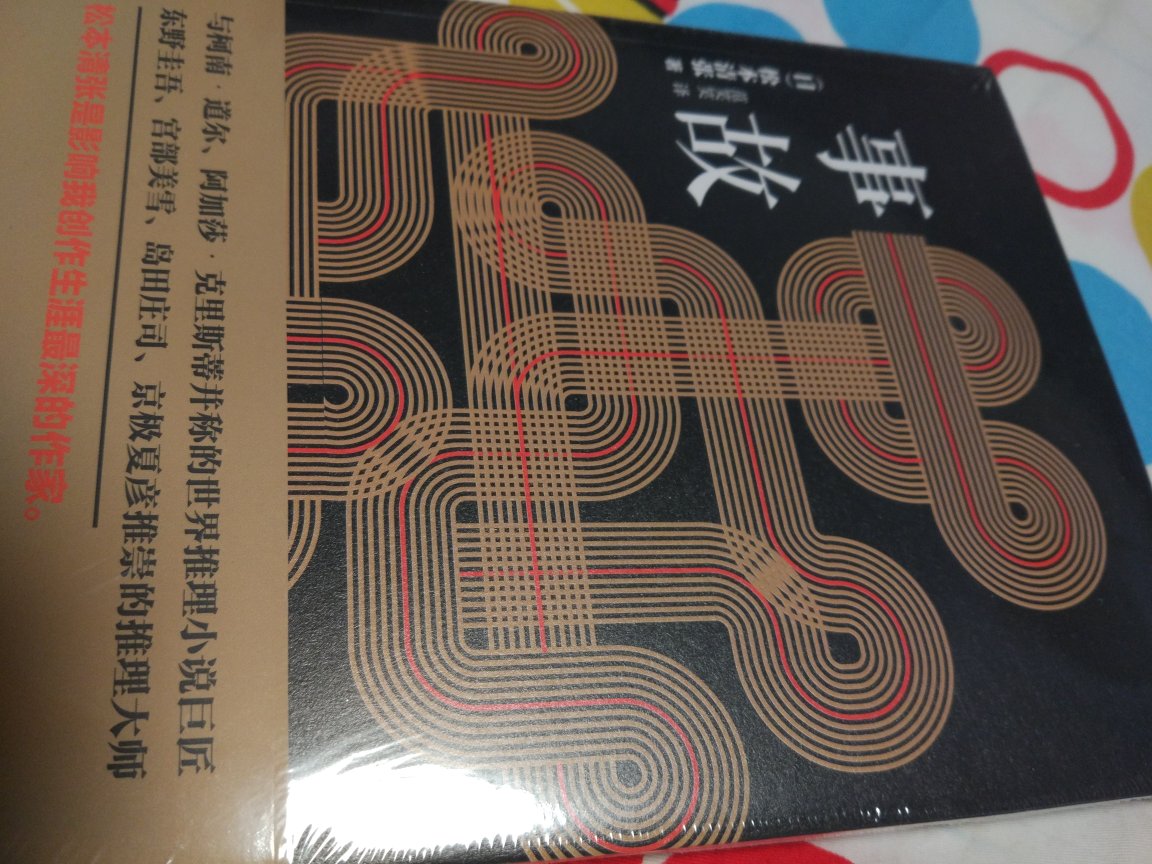 事故
（日）松本清张 著
译
与柯南·道尔、阿加莎·克里斯蒂并称的世界推理小说巨匠
东野圭吾、宫部美雪、岛田庄司、京极夏彦推崇的推理大师
松本清张是影响我创作生涯最深的作家。